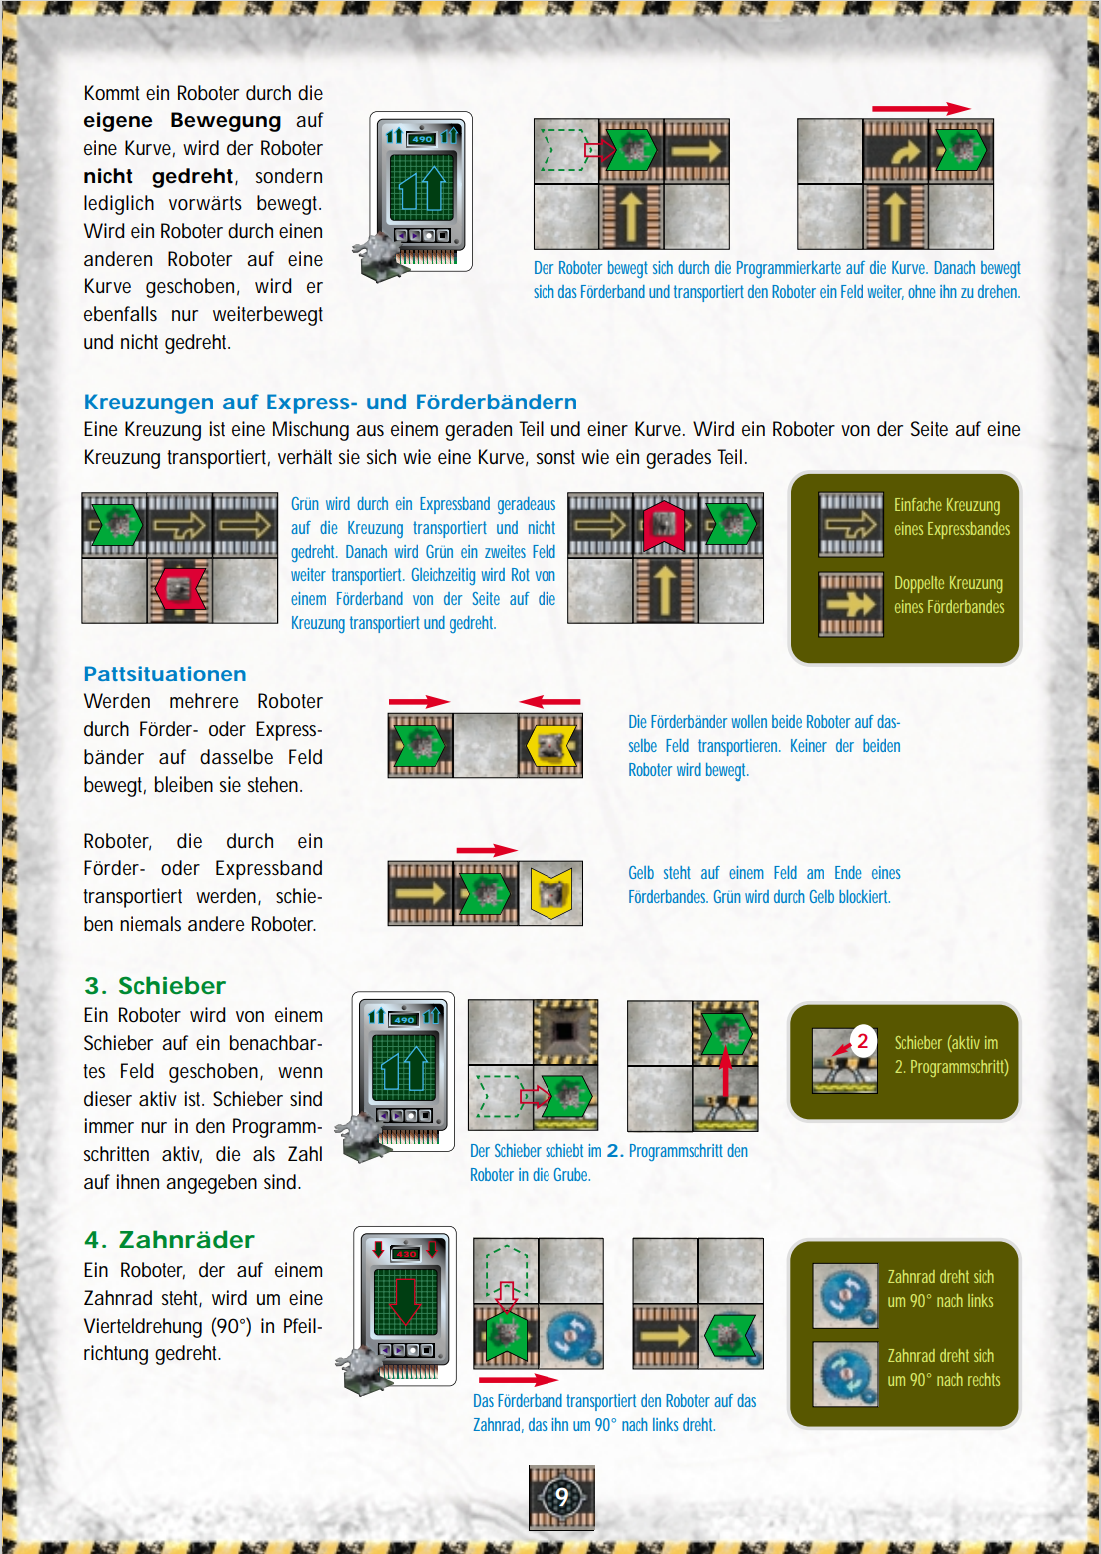 Kommt ein Roboter durch die
eigene Bewegung auf
eine Kurve, wird der Roboter
nicht gedreht, sondern
lediglich vorwärts bewegt.
Wird ein Roboter durch einen
anderen Roboter auf eine
Kurve geschoben, wird er
ebenfalls nur weiterbewegt
und nicht gedreht.
490
Der Roboter bewegt sich durch die Programmierkarte auf die Kurve. Danach bewegt
sich das Förderband und transportiert den Roboter ein Feld weiter, ohne ihn zu drehen.
Kreuzungen auf Express- und Förderbändern
Eine Kreuzung ist eine Mischung aus einem geraden Teil und einer Kurve. Wird ein Roboter von der Seite auf eine
Kreuzung transportiert, verhält sie sich wie eine Kurve, sonst wie ein gerades Teil.
Grün wird durch ein Expressband geradeaus
auf die Kreuzung transportiert und nicht
gedreht. Danach wird Grün ein zweites Feld
weiter transportiert. Gleichzeitig wird Rot von
einem Förderband von der Seite auf die
Kreuzung transportiert und gedreht.
Einfache Kreuzung
eines Expressbandes
Doppelte Kreuzung
eines Förderbandes
Pattsituationen
Werden mehrere Roboter
durch Förder- oder Express-
bänder auf dasselbe Feld
bewegt, bleiben sie stehen.
Die Förderbänder wollen beide Roboter auf das-
selbe Feld transportieren. Keiner der beiden
Roboter wird bewegt.
Roboter, die durch ein
Förder- oder Expressband
transportiert werden, schie-
ben niemals andere Roboter.
Gelb steht auf einem Feld am Ende eines
Förderbandes. Grün wird durch Gelb blockiert.
3. Schieber
Ein Roboter wird von einem
Schieber auf ein benachbar-
tes Feld geschoben, wenn
dieser aktiv ist. Schieber sind
immer nur in den Programm-
schritten aktiv, die als Zahl
auf ihnen angegeben sind.
490
Der Schieber schiebt im 2. Programmschritt den
Roboter in die Grube.
2
Schieber (aktiv im
2. Programmschritt)
4. Zahnräder
Ein Roboter, der auf einem
Zahnrad steht, wird um eine
Vierteldrehung (90°) in Pfeil-
richtung gedreht.
430
Das Förderband transportiert den Roboter auf das
Zahnrad, das ihn um 90° nach links dreht.
Zahnrad dreht sich
um 90° nach links
Zahnrad dreht sich
um 90° nach rechts
9